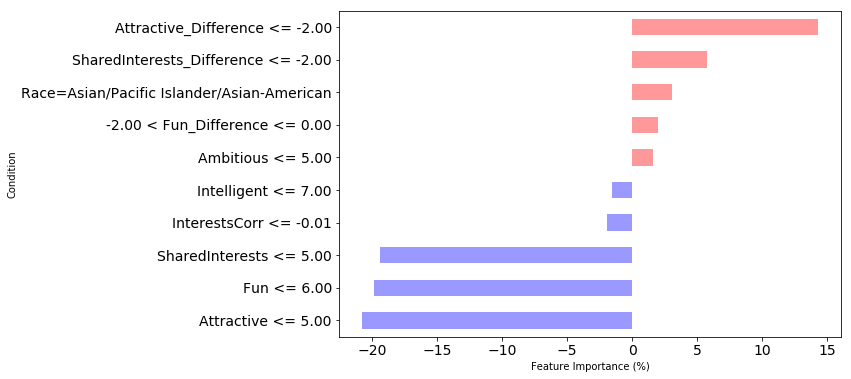 Attractive_Difference <= -2.00
SharedInterests_Difference <= -2.00
Race=Asian/Pacific Islander/Asian-American
-2.00 < Fun_Difference <= 0.00
Ambitious <= 5.00
Intelligent <= 7.00
InterestsCorr <= -0.01
SharedInterests <= 5.00
Fun <= 6.00
Attractive <= 5.00
Condition
−20 −15 −10 −5 0 5 10 15
Feature Importance (%)